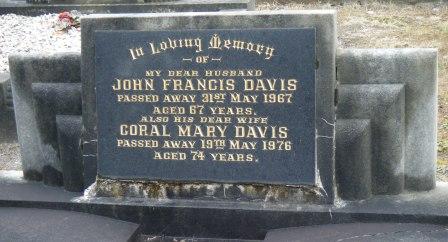 In Loving Memory
- OF -
MY DEAR HUSBAND
JOHN FRANCIS DAVIS
PASSED AWAY 31ST MAY 1967
AGED 67 YEARS.
ALSO HIS DEAR WIFE
CORAL MARY DAVIS
PASSED AWAY 19TH MAY 1976
AGED 74 YEARS.